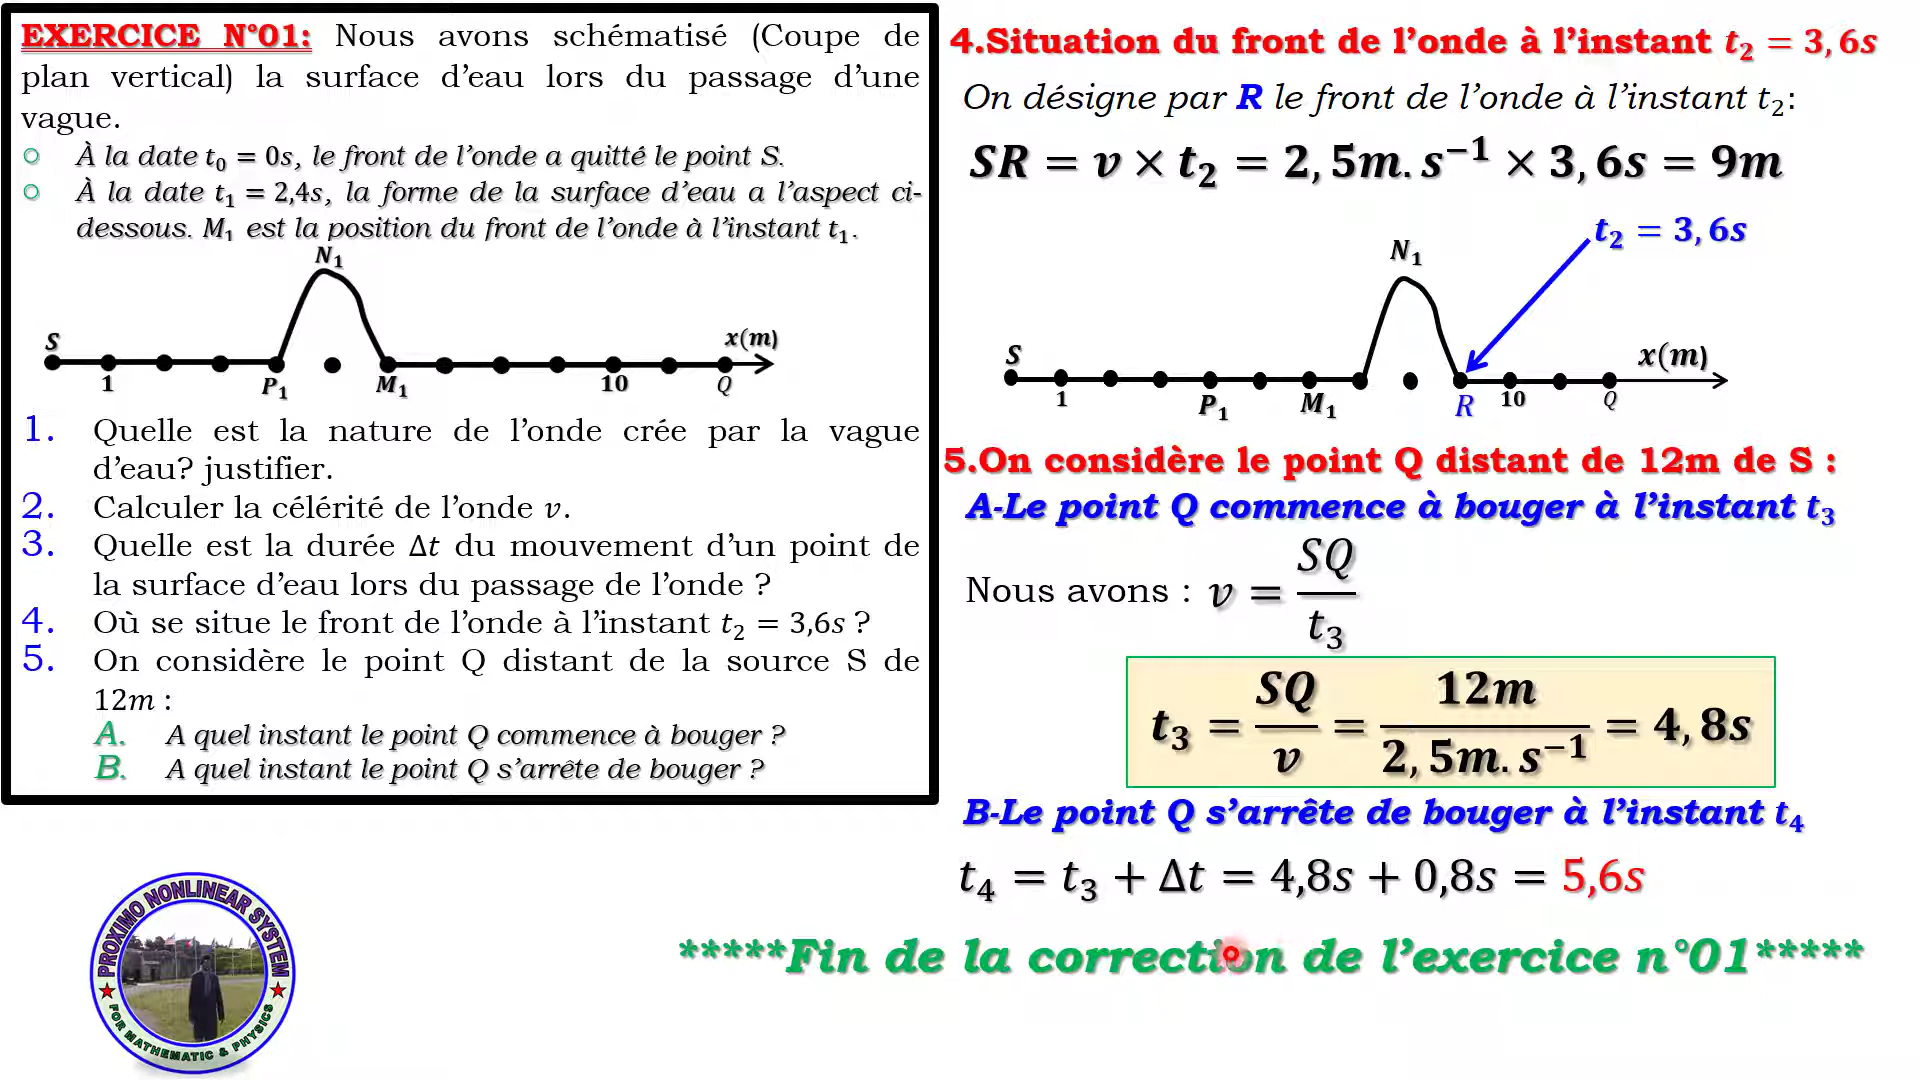 EXERCICE N°01: Nous avons schématisé (Coupe de
plan vertical) la surface d’eau lors du passage d’une
vague.
○ À la date t₀ = 0s, le front de l’onde a quitté le point S.
○ À la date t₁ = 2,4s, la forme de la surface d’eau a l’aspect ci-
dessous. M₁ est la position du front de l’onde à l’instant t₁.
N₁
S x(m)
1 P₁ M₁ 10 Q
1. Quelle est la nature de l’onde crée par la vague
d’eau? justifier.
2. Calculer la célérité de l’onde v.
3. Quelle est la durée Δt du mouvement d’un point de
la surface d’eau lors du passage de l’onde ?
4. Où se situe le front de l’onde à l’instant t₂ = 3,6s ?
5. On considère le point Q distant de la source S de
12m :
A. A quel instant le point Q commence à bouger ?
B. A quel instant le point Q s’arrête de bouger ?
PROXIMO NONLINEAR SYSTEM
FOR MATHEMATIC & PHYSICS
4.Situation du front de l’onde à l’instant t₂ = 3,6s
On désigne par R le front de l’onde à l’instant t₂:
SR = v × t₂ = 2,5m.s⁻¹ × 3,6s = 9m
t₂ = 3,6s
N₁
S x(m)
1 P₁ M₁ R 10 Q
5.On considère le point Q distant de 12m de S :
A-Le point Q commence à bouger à l’instant t₃
Nous avons : v = SQ/t₃
t₃ = SQ/v = 12m/2,5m.s⁻¹ = 4,8s
B-Le point Q s’arrête de bouger à l’instant t₄
t₄ = t₃ + Δt = 4,8s + 0,8s = 5,6s
*****Fin de la correction de l’exercice n°01*****